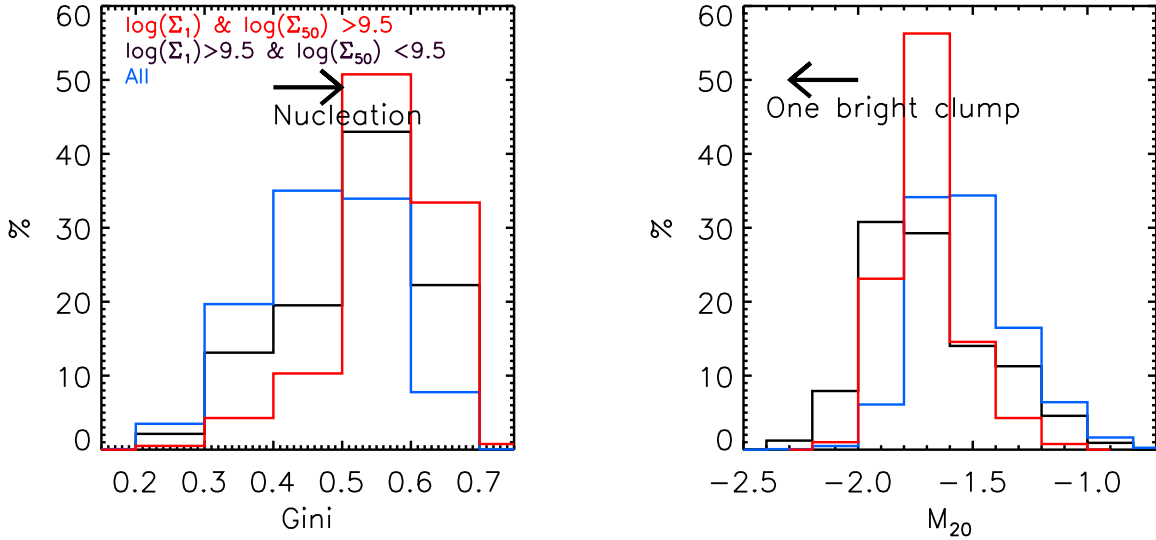 log(Σ₁) & log(Σ₅₀) >9.5
log(Σ₁)>9.5 & log(Σ₅₀) <9.5
All
Nucleation
60
50
40
30
20
10
0
%
0.2 0.3 0.4 0.5 0.6 0.7
Gini
One bright clump
60
50
40
30
20
10
0
%
−2.5 −2.0 −1.5 −1.0
M₂₀